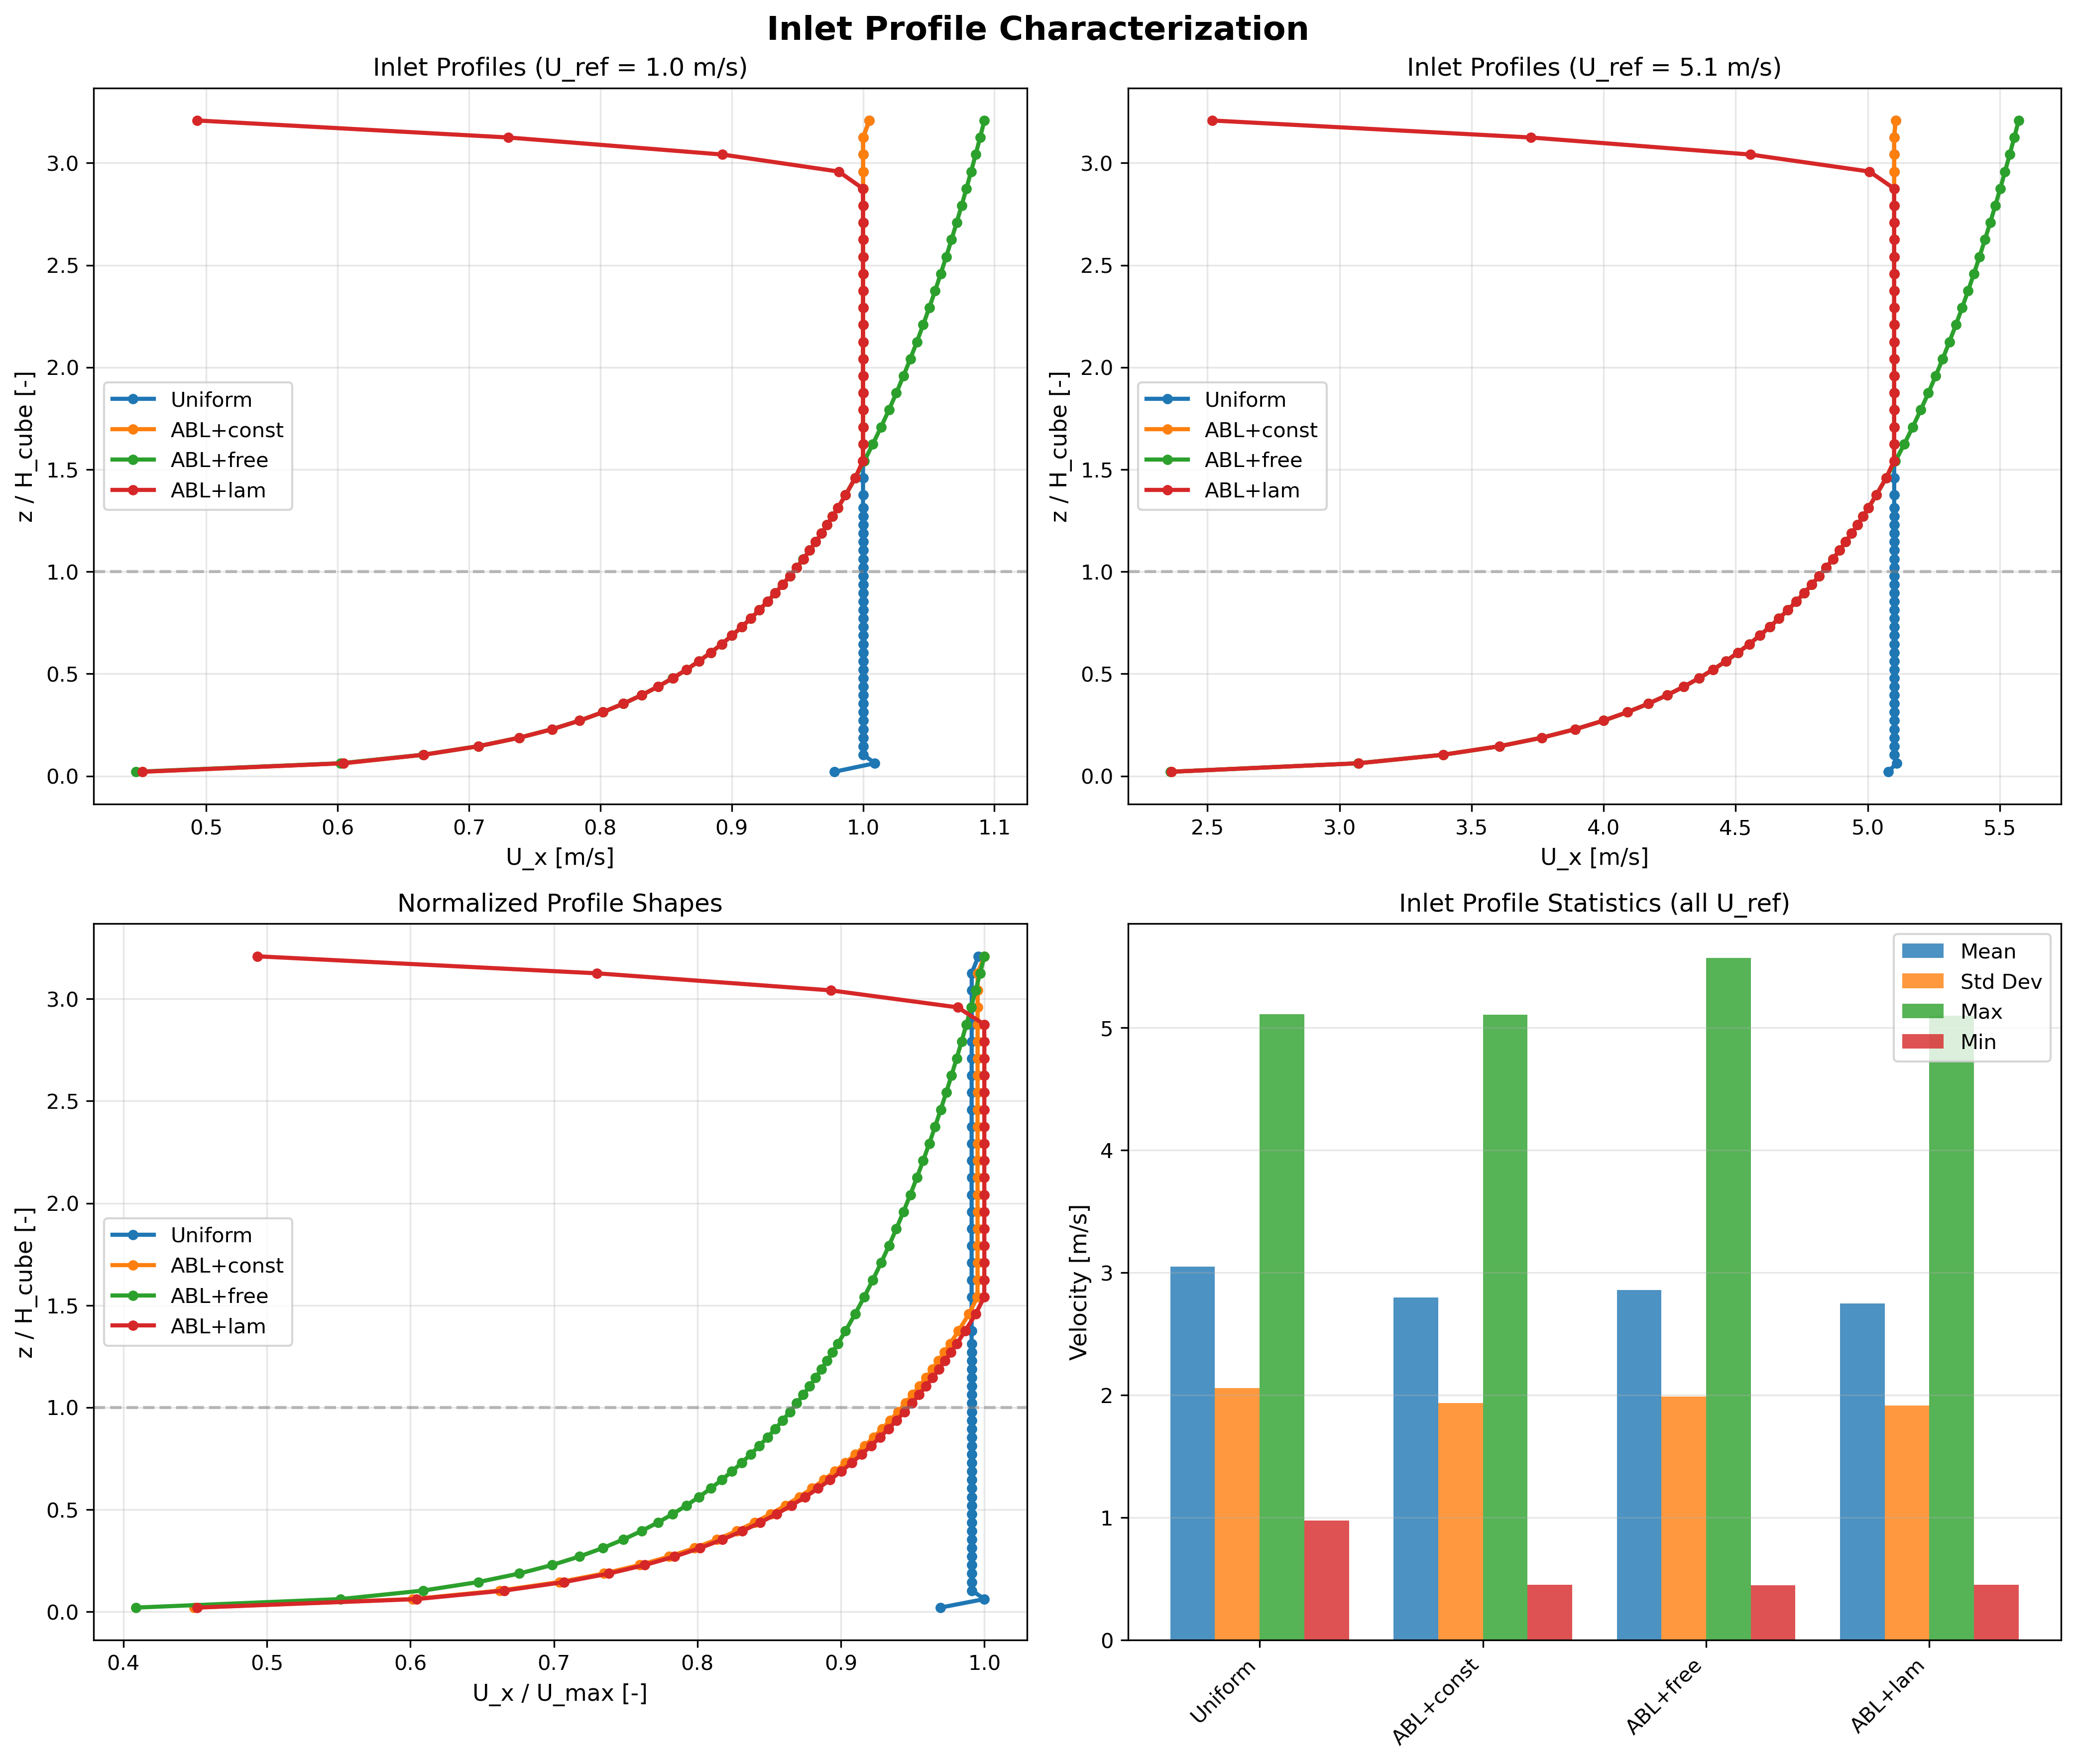 Inlet Profile Characterization
Inlet Profiles (U_ref = 1.0 m/s)
z / H_cube [-]
3.0
2.5
2.0
1.5
1.0
0.5
0.0
Uniform
ABL+const
ABL+free
ABL+lam
0.5 0.6 0.7 0.8 0.9 1.0 1.1
U_x [m/s]
Inlet Profiles (U_ref = 5.1 m/s)
z / H_cube [-]
3.0
2.5
2.0
1.5
1.0
0.5
0.0
Uniform
ABL+const
ABL+free
ABL+lam
2.5 3.0 3.5 4.0 4.5 5.0 5.5
U_x [m/s]
Normalized Profile Shapes
z / H_cube [-]
3.0
2.5
2.0
1.5
1.0
0.5
0.0
Uniform
ABL+const
ABL+free
ABL+lam
0.4 0.5 0.6 0.7 0.8 0.9 1.0
U_x / U_max [-]
Inlet Profile Statistics (all U_ref)
Velocity [m/s]
5
4
3
2
1
0
Mean
Std Dev
Max
Min
Uniform
ABL+const
ABL+free
ABL+lam